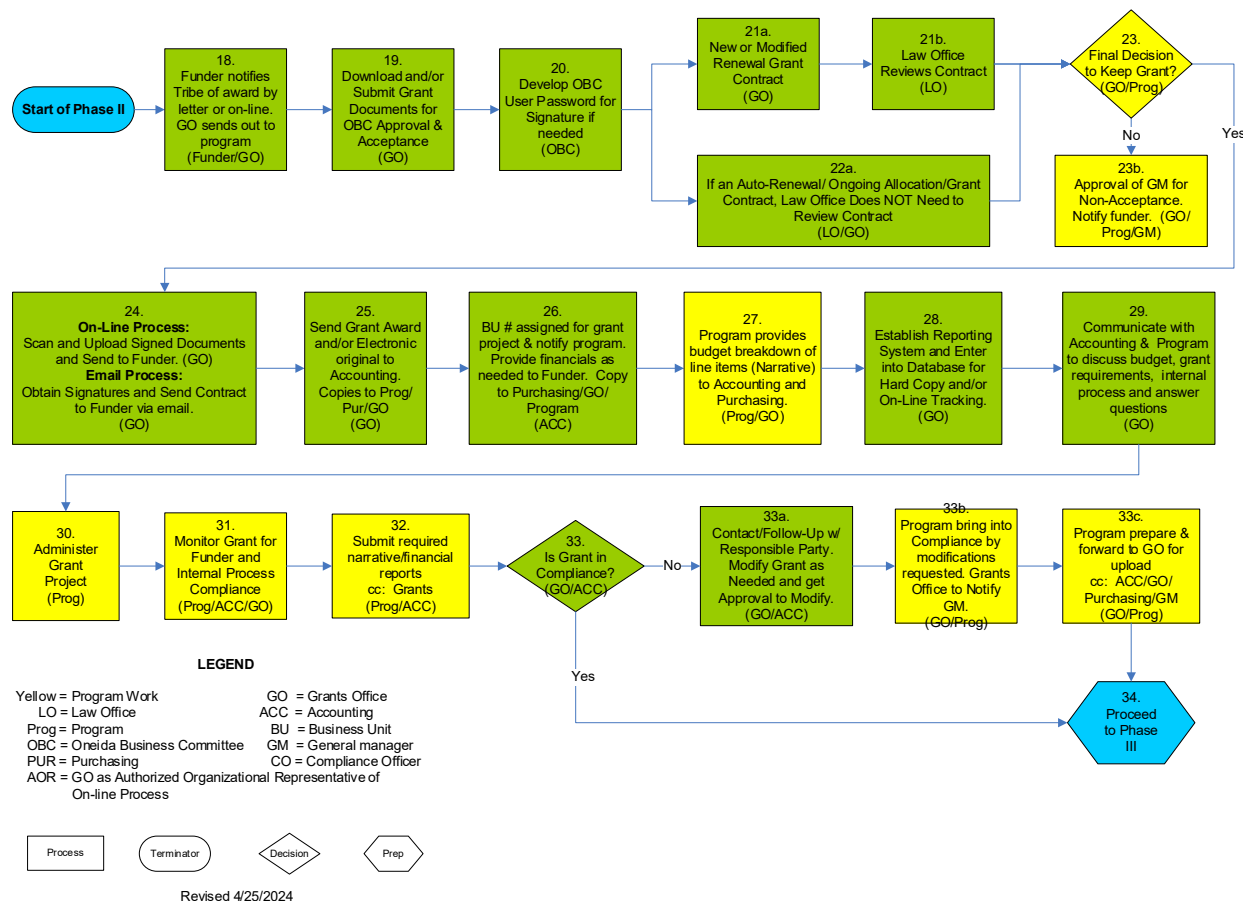 Start of Phase II
18.
Funder notifies
Tribe of award by
letter or on-line.
GO sends out to
program
(Funder/GO)
19.
Download and/or
Submit Grant
Documents for
OBC Approval &
Acceptance
(GO)
20.
Develop OBC
User Password for
Signature if
needed
(OBC)
21a.
New or Modified
Renewal Grant
Contract
(GO)
21b.
Law Office
Reviews Contract
(LO)
22a.
If an Auto-Renewal/ Ongoing Allocation/Grant
Contract, Law Office Does NOT Need to
Review Contract
(LO/GO)
23.
Final Decision
to Keep Grant?
(GO/Prog)
Yes
No
23b.
Approval of GM for
Non-Acceptance.
Notify funder. (GO/
Prog/GM)
24.
On-Line Process:
Scan and Upload Signed Documents
and Send to Funder. (GO)
Email Process:
Obtain Signatures and Send Contract
to Funder via email.
(GO)
25.
Send Grant Award
and/or Electronic
original to
Accounting.
Copies to Prog/
Pur/GO
(GO)
26.
BU # assigned for grant
project & notify program.
Provide financials as
needed to Funder. Copy
to Purchasing/GO/
Program
(ACC)
27.
Program provides
budget breakdown of
line items (Narrative)
to Accounting and
Purchasing.
(Prog/GO)
28.
Establish Reporting
System and Enter
into Database for
Hard Copy and/or
On-Line Tracking.
(GO)
29.
Communicate with
Accounting & Program
to discuss budget, grant
requirements, internal
process and answer
questions
(GO)
30.
Administer
Grant
Project
(Prog)
31.
Monitor Grant for
Funder and
Internal Process
Compliance
(Prog/ACC/GO)
32.
Submit required
narrative/financial
reports
cc: Grants
(Prog/ACC)
33.
Is Grant in
Compliance?
(GO/ACC)
No
Yes
33a.
Contact/Follow-Up w/
Responsible Party.
Modify Grant as
Needed and get
Approval to Modify.
(GO/ACC)
33b.
Program bring into
Compliance by
modifications
requested. Grants
Office to Notify
GM.
(GO/Prog)
33c.
Program prepare &
forward to GO for
upload
cc: ACC/GO/
Purchasing/GM
(GO/Prog)
34.
Proceed
to Phase
III
LEGEND
Yellow = Program Work GO = Grants Office
LO = Law Office ACC = Accounting
Prog = Program BU = Business Unit
OBC = Oneida Business Committee GM = General manager
PUR = Purchasing CO = Compliance Officer
AOR = GO as Authorized Organizational Representative of
On-line Process
Process Terminator Decision Prep
Revised 4/25/2024